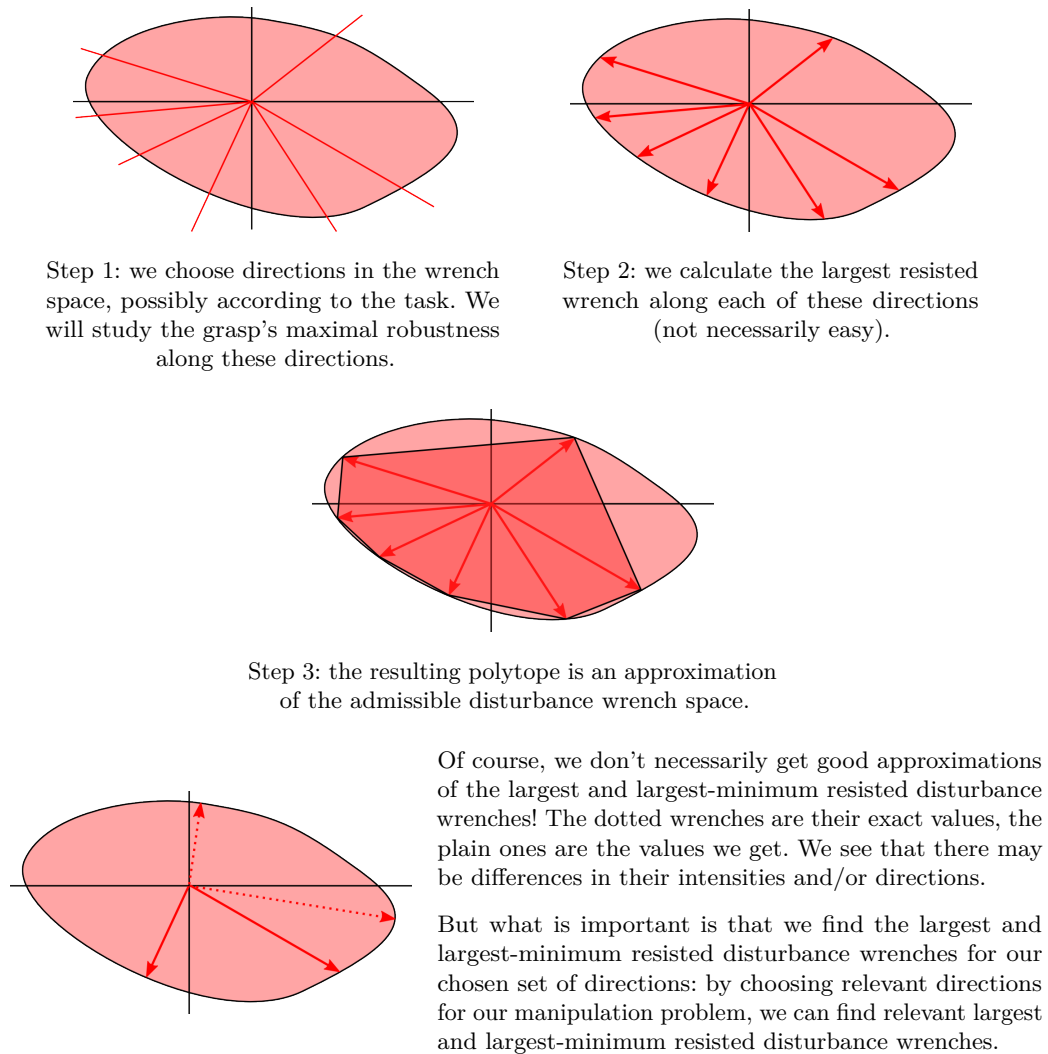 Step 1: we choose directions in the wrench
space, possibly according to the task. We
will study the grasp's maximal robustness
along these directions.
Step 2: we calculate the largest resisted
wrench along each of these directions
(not necessarily easy).
Step 3: the resulting polytope is an approximation
of the admissible disturbance wrench space.
Of course, we don't necessarily get good approximations
of the largest and largest-minimum resisted disturbance
wrenches! The dotted wrenches are their exact values, the
plain ones are the values we get. We see that there may
be differences in their intensities and/or directions.
But what is important is that we find the largest and
largest-minimum resisted disturbance wrenches for our
chosen set of directions: by choosing relevant directions
for our manipulation problem, we can find relevant largest
and largest-minimum resisted disturbance wrenches.